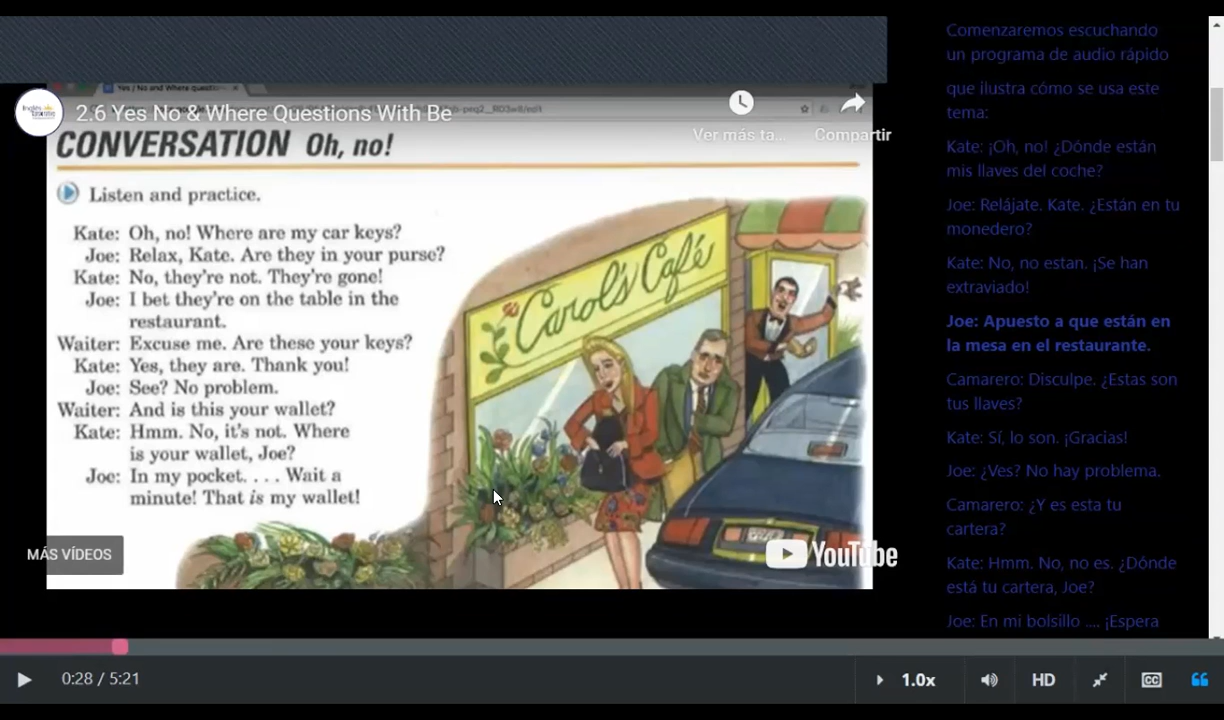 2.6 Yes No & Where Questions With Be
Ver más ta...
Compartir
CONVERSATION Oh, no!
Listen and practice.
Kate: Oh, no! Where are my car keys?
Joe: Relax, Kate. Are they in your purse?
Kate: No, they're not. They're gone!
Joe: I bet they're on the table in the
restaurant.
Waiter: Excuse me. Are these your keys?
Kate: Yes, they are. Thank you!
Joe: See? No problem.
Waiter: And is this your wallet?
Kate: Hmm. No, it's not. Where
is your wallet, Joe?
Joe: In my pocket. . . . Wait a
minute! That is my wallet!
Carol's Café
MÁS VÍDEOS
YouTube
0:28 / 5:21
1.0x
HD
CC
Comenzaremos escuchando
un programa de audio rápido
que ilustra cómo se usa este
tema:
Kate: ¡Oh, no! ¿Dónde están
mis llaves del coche?
Joe: Relájate. Kate. ¿Están en tu
monedero?
Kate: No, no estan. ¡Se han
extraviado!
Joe: Apuesto a que están en
la mesa en el restaurante.
Camarero: Disculpe. ¿Estas son
tus llaves?
Kate: Sí, lo son. ¡Gracias!
Joe: ¿Ves? No hay problema.
Camarero: ¿Y es esta tu
cartera?
Kate: Hmm. No, no es. ¿Dónde
está tu cartera, Joe?
Joe: En mi bolsillo .... ¡Espera